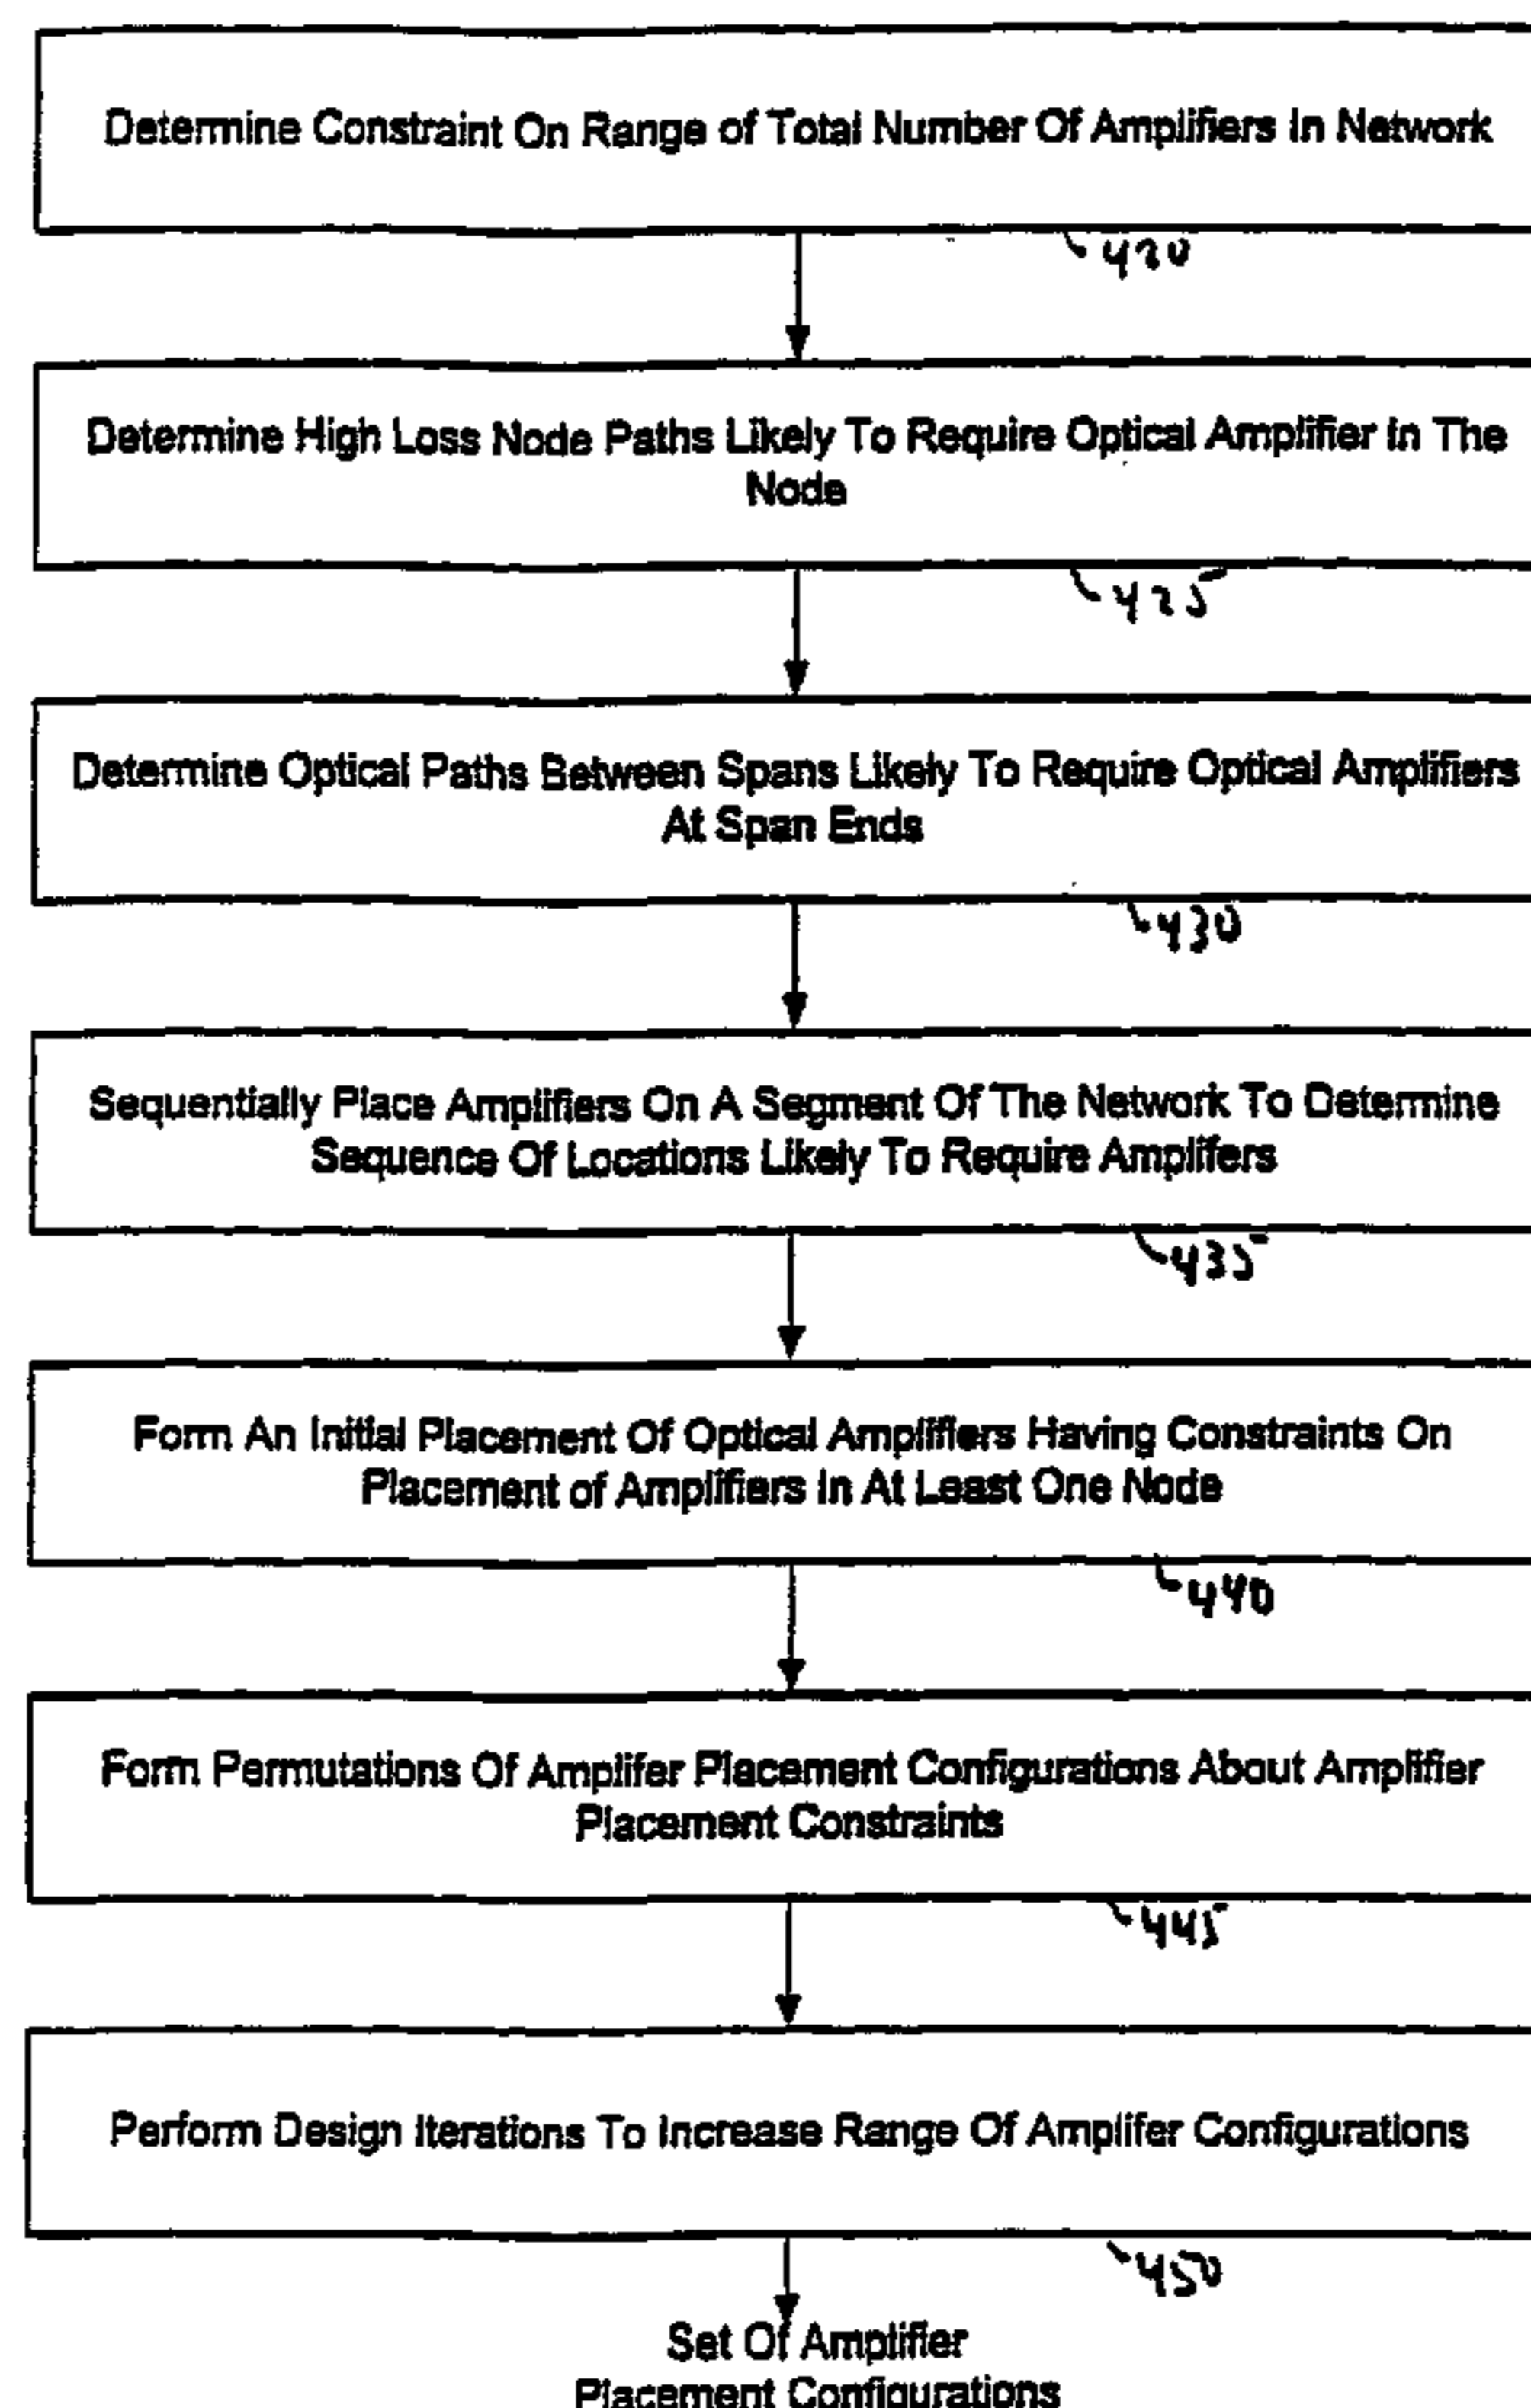 Determine Constraint On Range of Total Number Of Amplifiers In Network
420
Determine High Loss Node Paths Likely To Require Optical Amplifier In The
Node
425
Determine Optical Paths Between Spans Likely To Require Optical Amplifiers
At Span Ends
430
Sequentially Place Amplifiers On A Segment Of The Network To Determine
Sequence Of Locations Likely To Require Amplifers
435
Form An Initial Placement Of Optical Amplifiers Having Constraints On
Placement of Amplifiers In At Least One Node
440
Form Permutations Of Amplifer Placement Configurations About Amplifier
Placement Constraints
445
Perform Design Iterations To Increase Range Of Amplifer Configurations
450
Set Of Amplifier
Placement Configurations